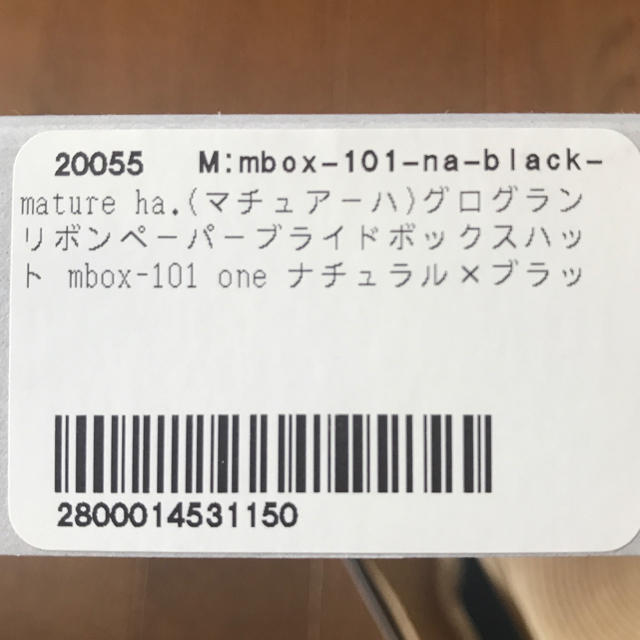 20055 M:mbox-101-na-black-
mature ha.(マチュアーハ)グログラン
リボンペーパーブライドボックスハッ
ト mbox-101 one ナチュラル×ブラッ
2800014531150